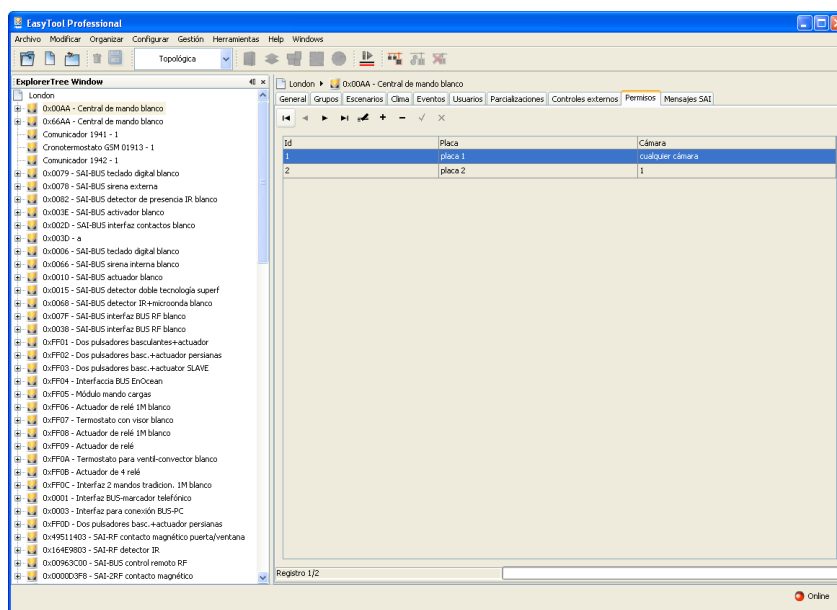 EasyTool Professional
Archivo Modificar Organizar Configurar Gestión Herramientas Help Windows
Topológica
ExplorerTree Window
London
0x00AA - Central de mando blanco
0x66AA - Central de mando blanco
Comunicador 1941 - 1
Cronotermostato GSM 01913 - 1
Comunicador 1942 - 1
0x0079 - SAI-BUS teclado digital blanco
0x0078 - SAI-BUS sirena externa
0x0082 - SAI-BUS detector de presencia IR blanco
0x003E - SAI-BUS activador blanco
0x002D - SAI-BUS interfaz contactos blanco
0x003D - a
0x0006 - SAI-BUS teclado digital blanco
0x0066 - SAI-BUS sirena interna blanco
0x0010 - SAI-BUS actuador blanco
0x0015 - SAI-BUS detector doble tecnología superf
0x0068 - SAI-BUS detector IR+microonda blanco
0x007F - SAI-BUS interfaz BUS RF blanco
0x0038 - SAI-BUS interfaz BUS RF blanco
0xFF01 - Dos pulsadores basculantes+actuador
0xFF02 - Dos pulsadores basc.+actuador persianas
0xFF03 - Dos pulsadores basc.+actuator SLAVE
0xFF04 - Interfaccia BUS EnOcean
0xFF05 - Módulo mando cargas
0xFF06 - Actuador de relé 1M blanco
0xFF07 - Termostato con visor blanco
0xFF08 - Actuador de relé 1M blanco
0xFF09 - Actuador de relé
0xFF0A - Termostato para ventil-convector blanco
0xFF0B - Actuador de 4 relé
0xFF0C - Interfaz 2 mandos tradicion. 1M blanco
0x0001 - Interfaz BUS-marcador telefónico
0x0003 - Interfaz para conexión BUS-PC
0xFF0D - Dos pulsadores basc.+actuador persianas
0x49511403 - SAI-RF contacto magnético puerta/ventana
0x164E9803 - SAI-RF detector IR
0x00963C00 - SAI-BUS control remoto RF
0x0000D3F8 - SAI-2RF contacto magnético
London 0x00AA - Central de mando blanco
General Grupos Escenarios Clima Eventos Usuarios Parcializaciones Controles externos Permisos Mensajes SAI
Id Placa Cámara
1 placa 1 cualquier cámara
2 placa 2 1
Registro 1/2
Online